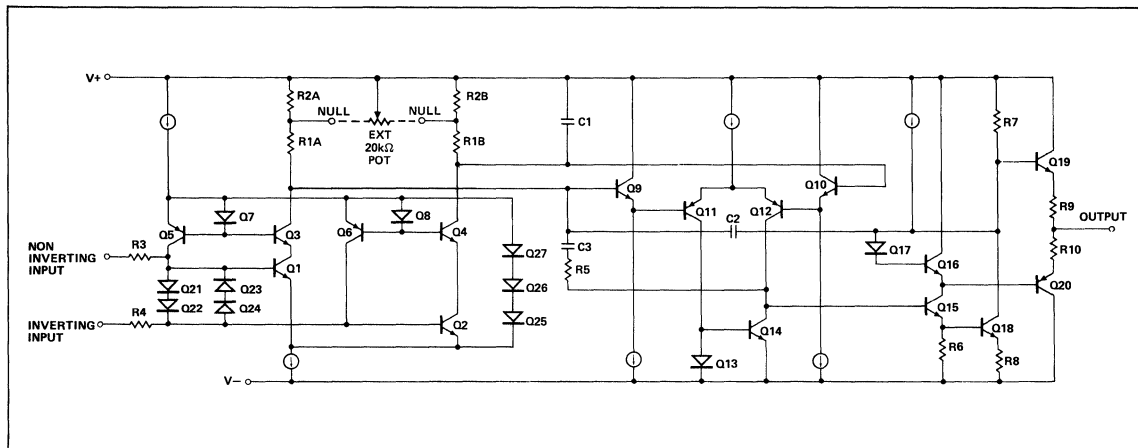 V+
R2A
NULL
NULL
R2B
R1A
EXT
20kΩ
POT
R1B
C1
R7
Q19
Q9
Q10
Q7
Q8
Q5
Q3
Q6
Q4
Q11
Q12
C2
R9
OUTPUT
R3
NON
INVERTING
INPUT
Q27
C3
Q17
Q16
R10
Q1
R5
Q21
Q23
Q26
Q20
Q22
Q24
Q15
R4
Q25
INVERTING
INPUT
Q2
Q14
Q18
R6
R8
Q13
V−